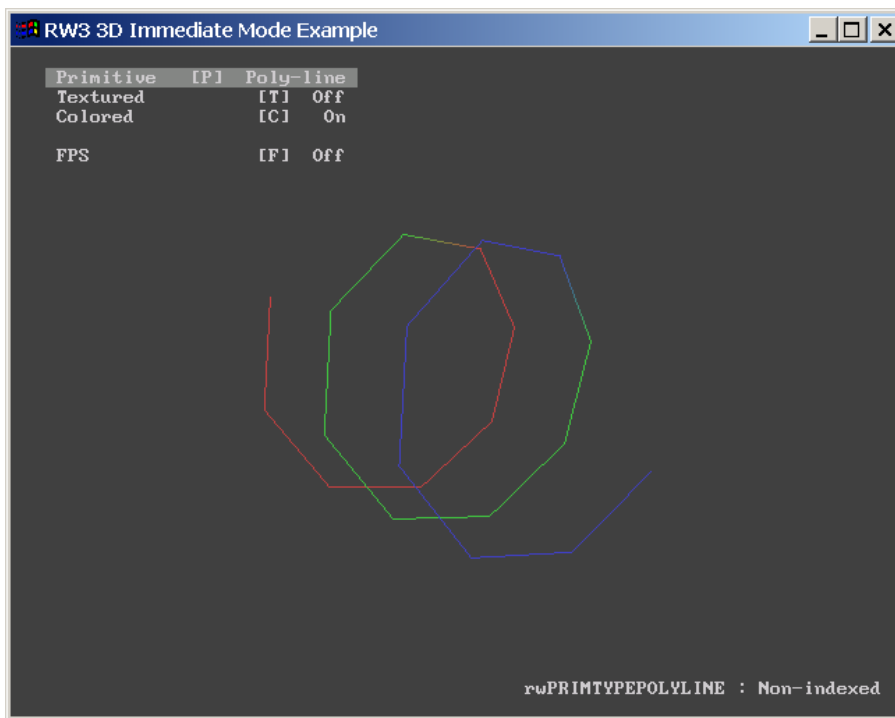 RW3 3D Immediate Mode Example
Primitive [P] Poly-line
Textured [T] Off
Colored [C] On
FPS [F] Off
rwPRIMTYPEPOLYLINE : Non-indexed